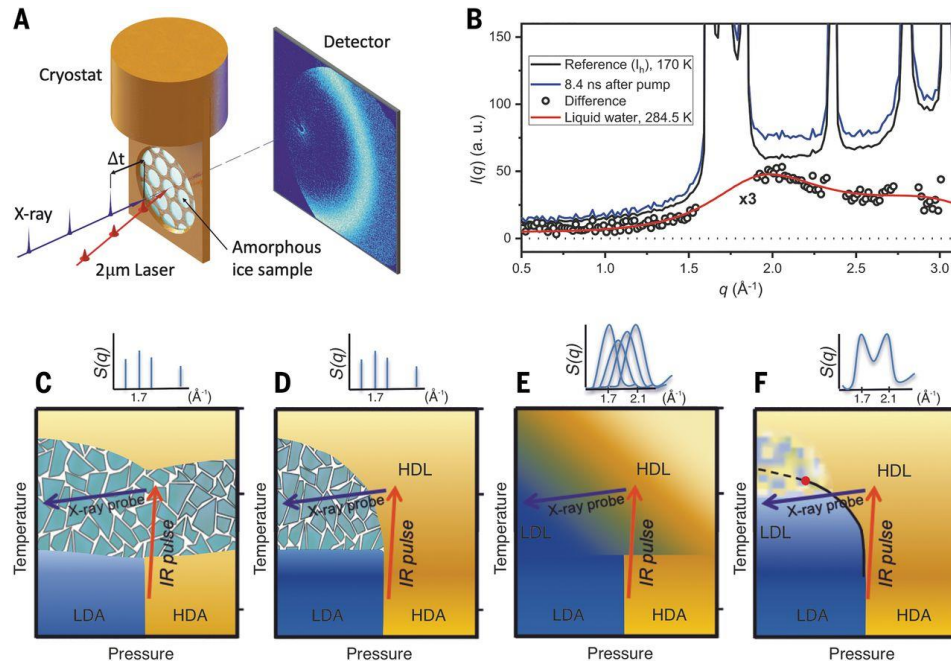 A
Cryostat
Detector
Δt
X-ray
2μm Laser
Amorphous
ice sample
B
I(q) (a. u.)
150
100
50
0
Reference (Ih), 170 K
8.4 ns after pump
Difference
Liquid water, 284.5 K
x3
0.5 1.0 1.5 2.0 2.5 3.0
q (Å-1)
C
S(q)
1.7 (Å-1)
Temperature
X-ray probe
IR pulse
LDA
HDA
Pressure
D
S(q)
1.7 (Å-1)
Temperature
HDL
X-ray probe
IR pulse
LDA
HDA
Pressure
E
S(q)
1.7 2.1 (Å-1)
Temperature
HDL
X-ray probe
LDL
IR pulse
LDA
HDA
Pressure
F
S(q)
1.7 2.1 (Å-1)
Temperature
HDL
X-ray probe
LDL
IR pulse
LDA
HDA
Pressure